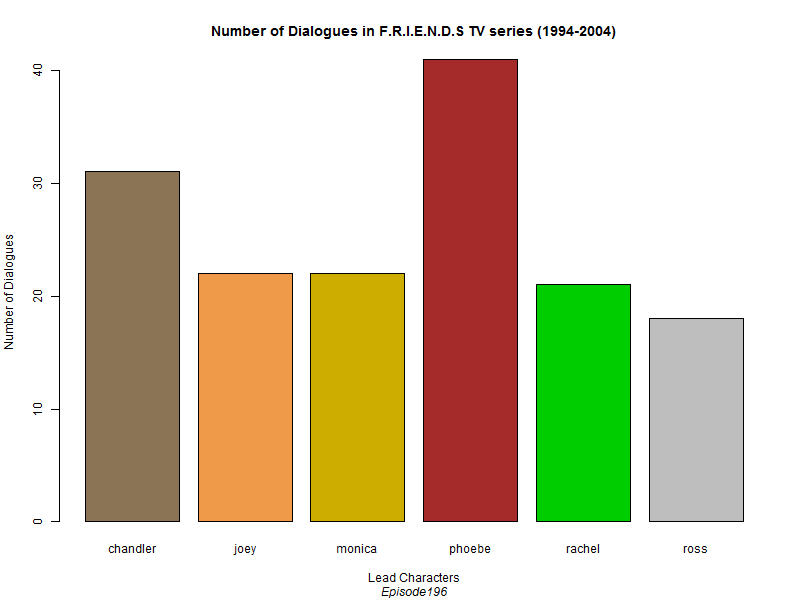 Number of Dialogues in F.R.I.E.N.D.S TV series (1994-2004)
Number of Dialogues
40
30
20
10
0
chandler joey monica phoebe rachel ross
Lead Characters
Episode196